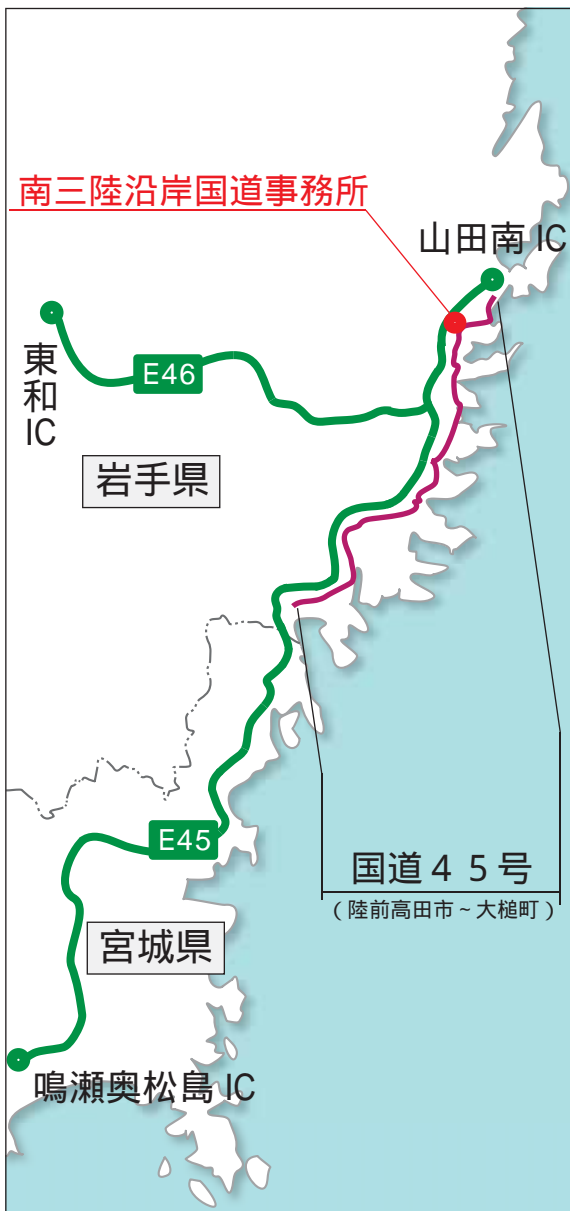 南三陸沿岸国道事務所
山田南 IC
東和IC
E46
岩手県
E45
国道４５号
(陸前高田市~大槌町)
宮城県
鳴瀬奥松島 IC